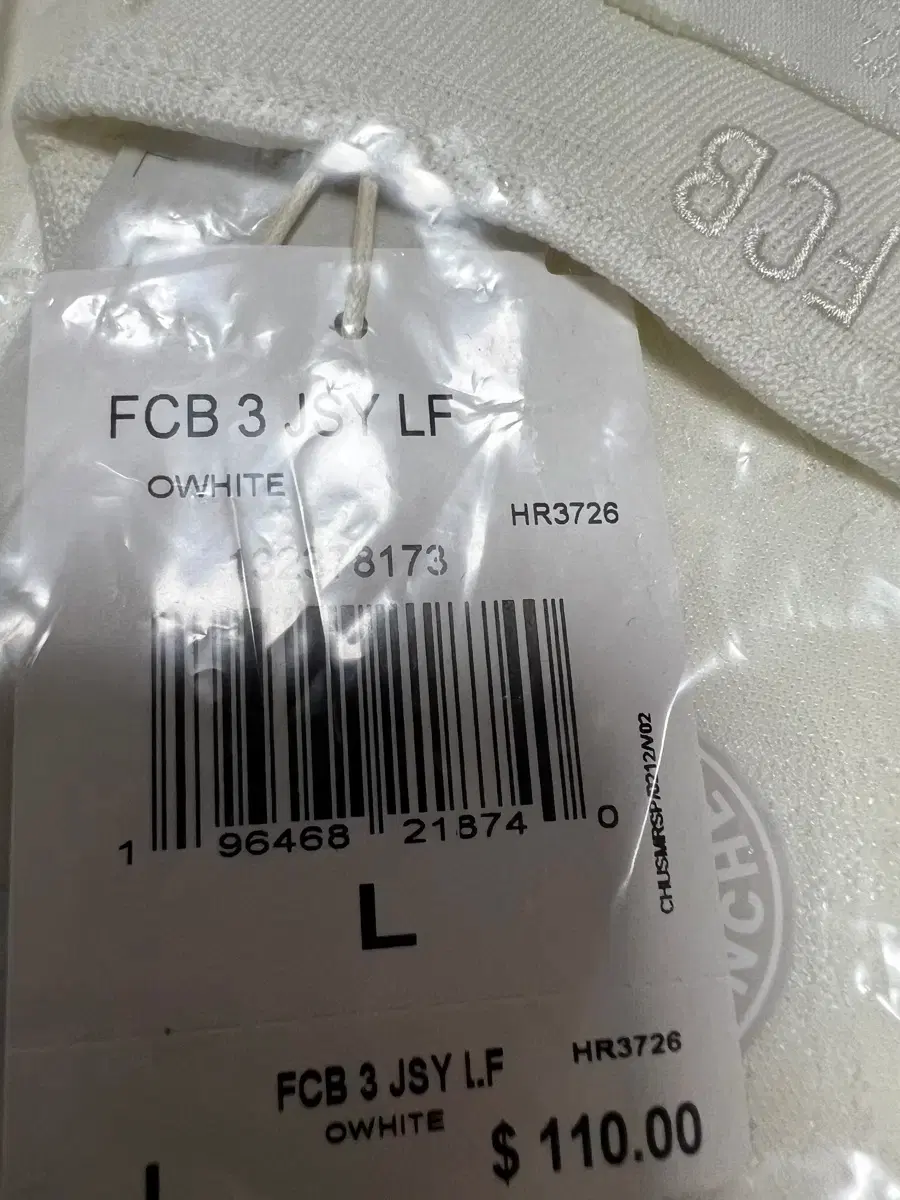 FCB
FCB 3 JSY LF
OWHITE
HR3726
8173
1 96468 21874 0
L
FCB 3 JSY LF
HR3726
OWHITE
$ 110.00
L